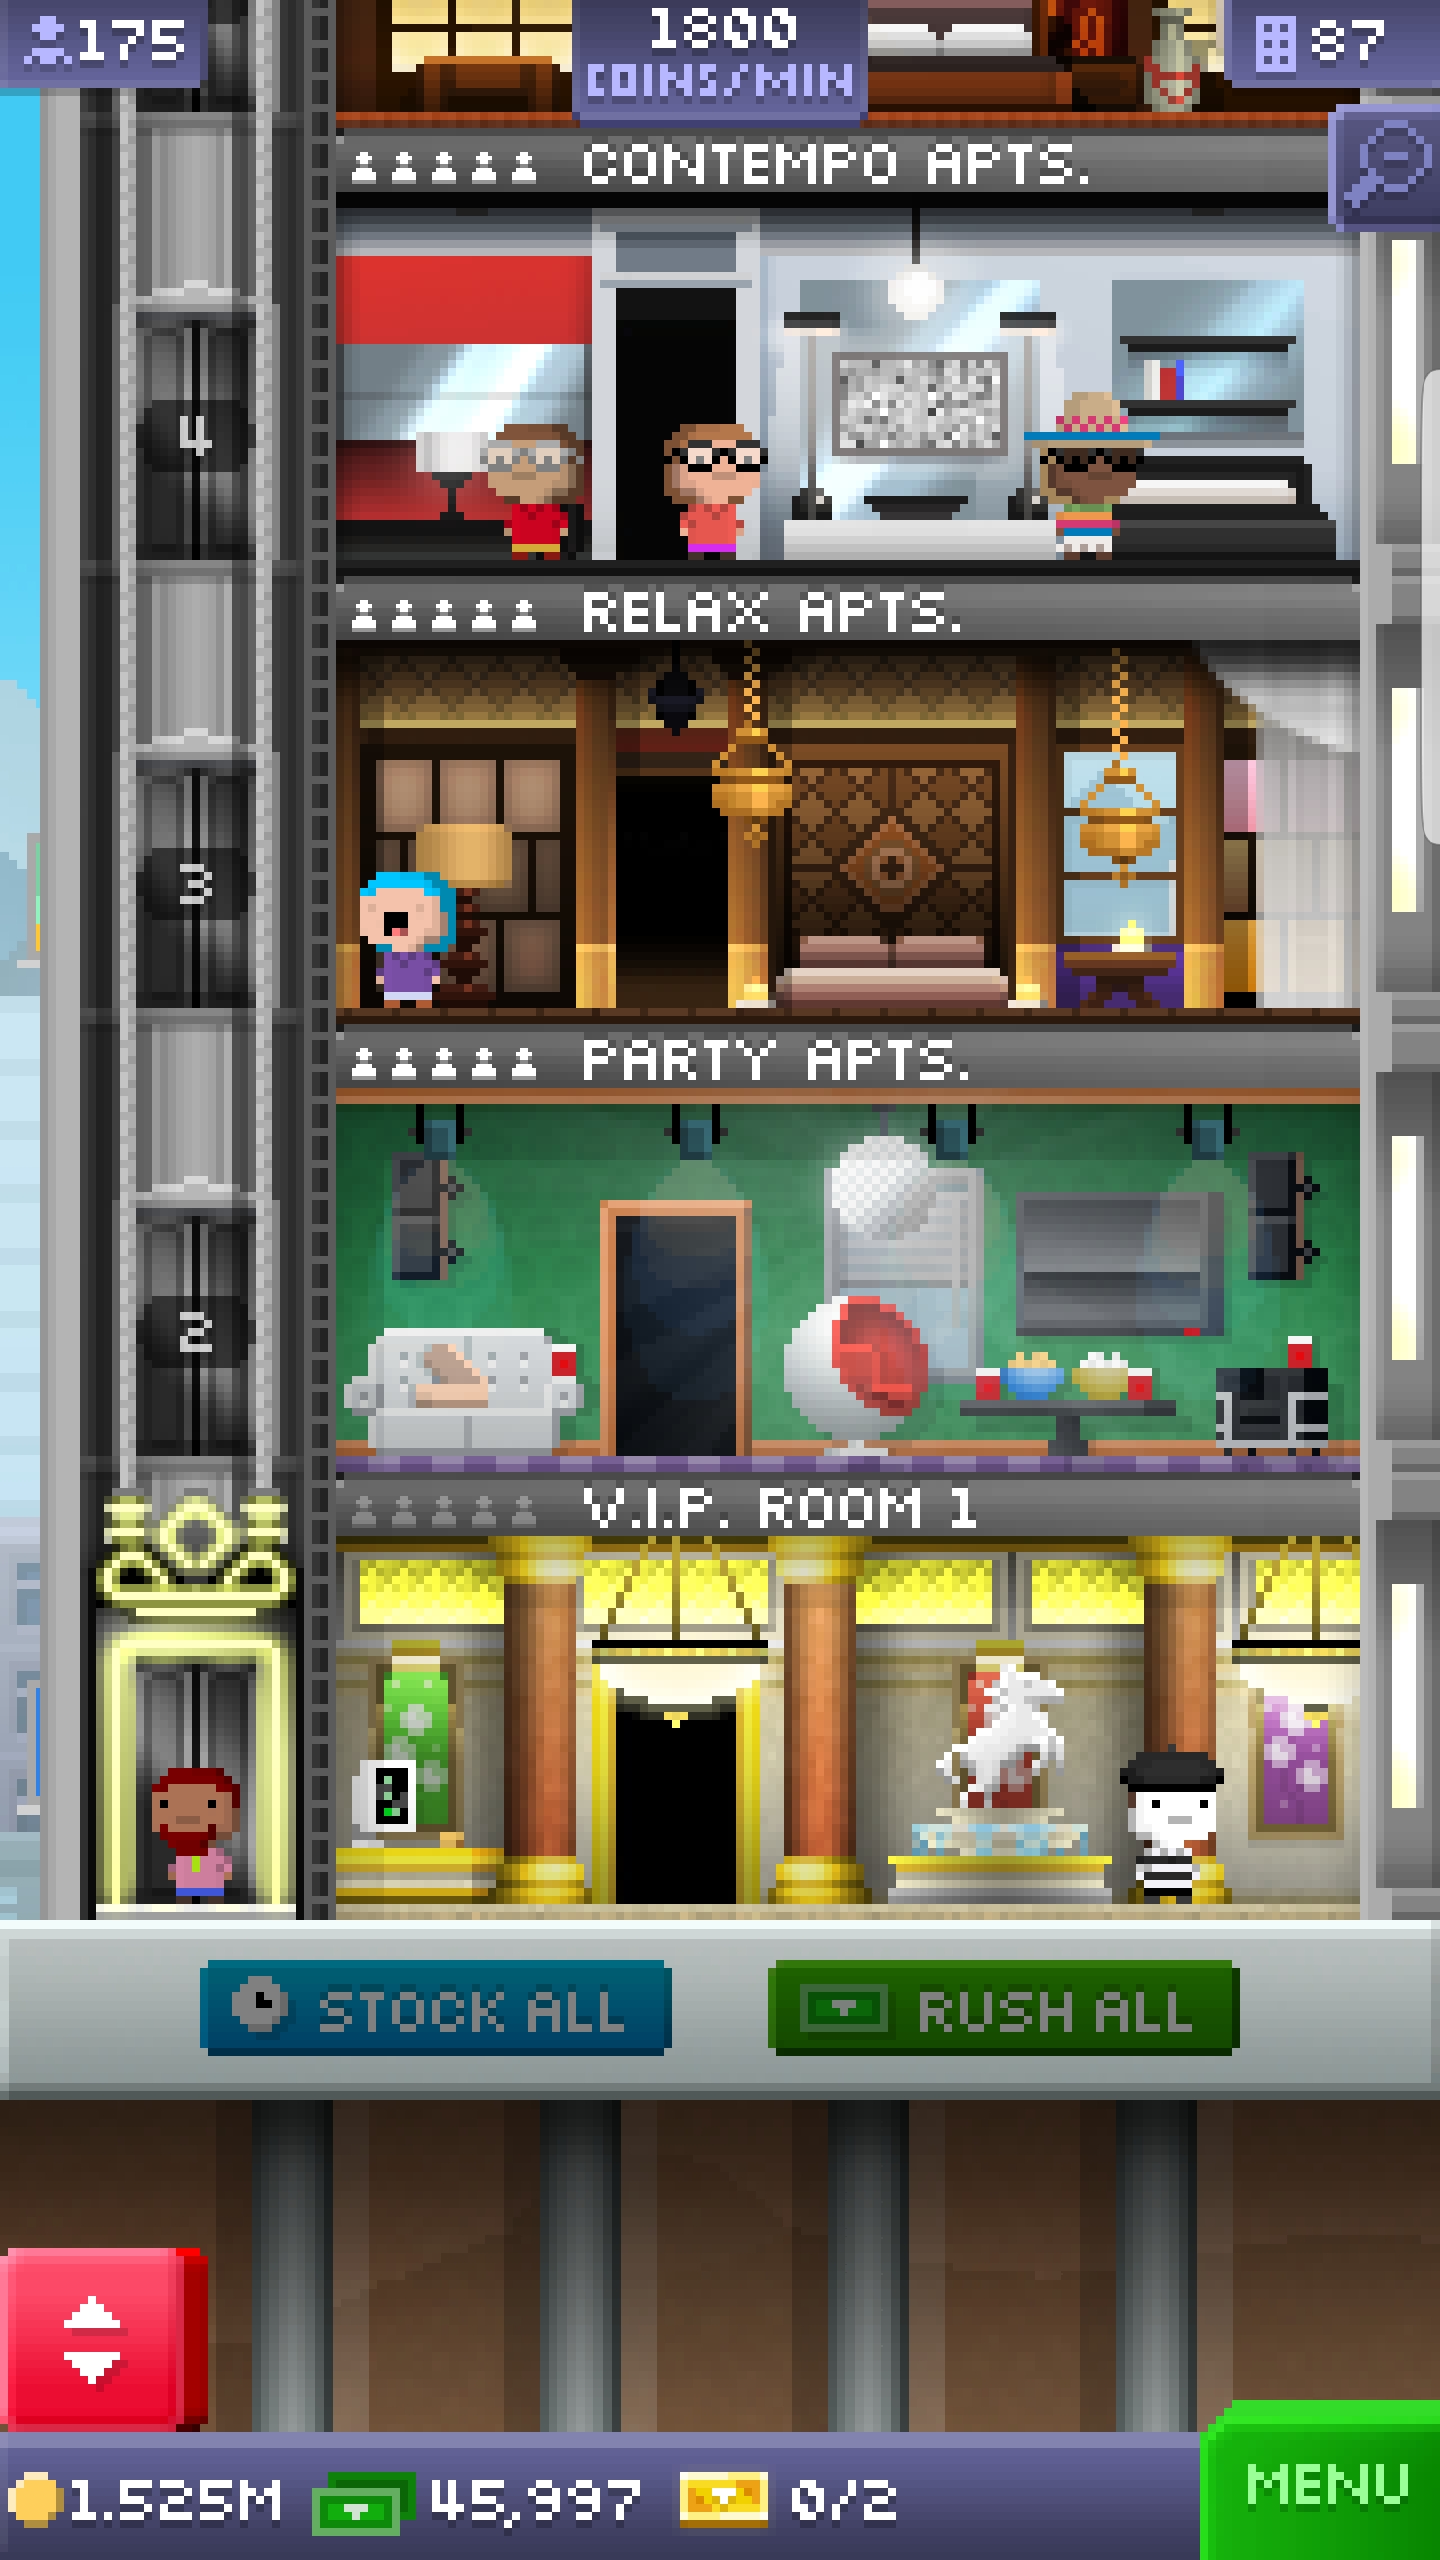 175
1800
COINS/MIN
87
CONTEMPO APTS.
4
RELAX APTS.
3
PARTY APTS.
2
V.I.P. ROOM 1
STOCK ALL
RUSH ALL
1.525M
45,997
0/2
MENU